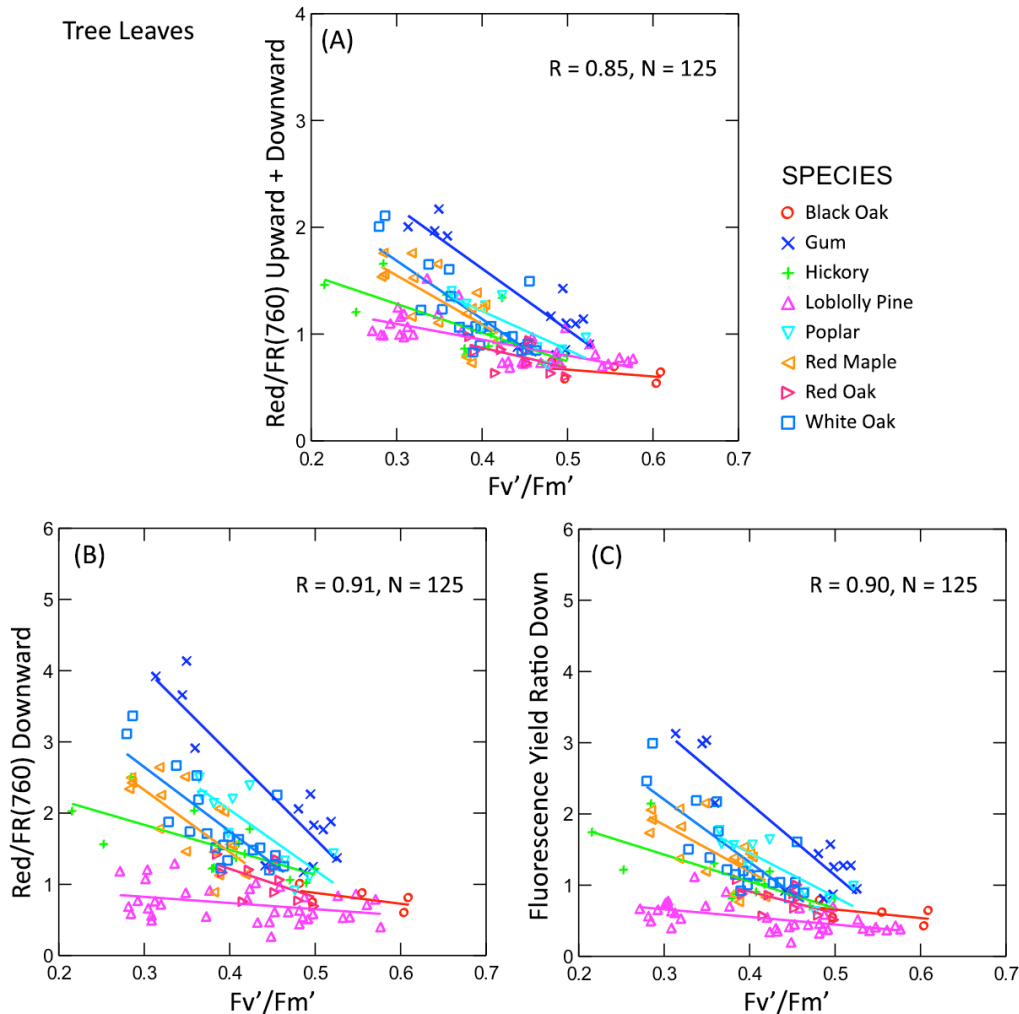 Tree Leaves
(A)
R = 0.85, N = 125
Red/FR(760) Upward + Downward
4
3
2
1
0
0.2 0.3 0.4 0.5 0.6 0.7
Fv’/Fm’
SPECIES
Black Oak
Gum
Hickory
Loblolly Pine
Poplar
Red Maple
Red Oak
White Oak
(B)
R = 0.91, N = 125
Red/FR(760) Downward
6
5
4
3
2
1
0
0.2 0.3 0.4 0.5 0.6 0.7
Fv’/Fm’
(C)
R = 0.90, N = 125
Fluorescence Yield Ratio Down
6
5
4
3
2
1
0
0.2 0.3 0.4 0.5 0.6 0.7
Fv’/Fm’